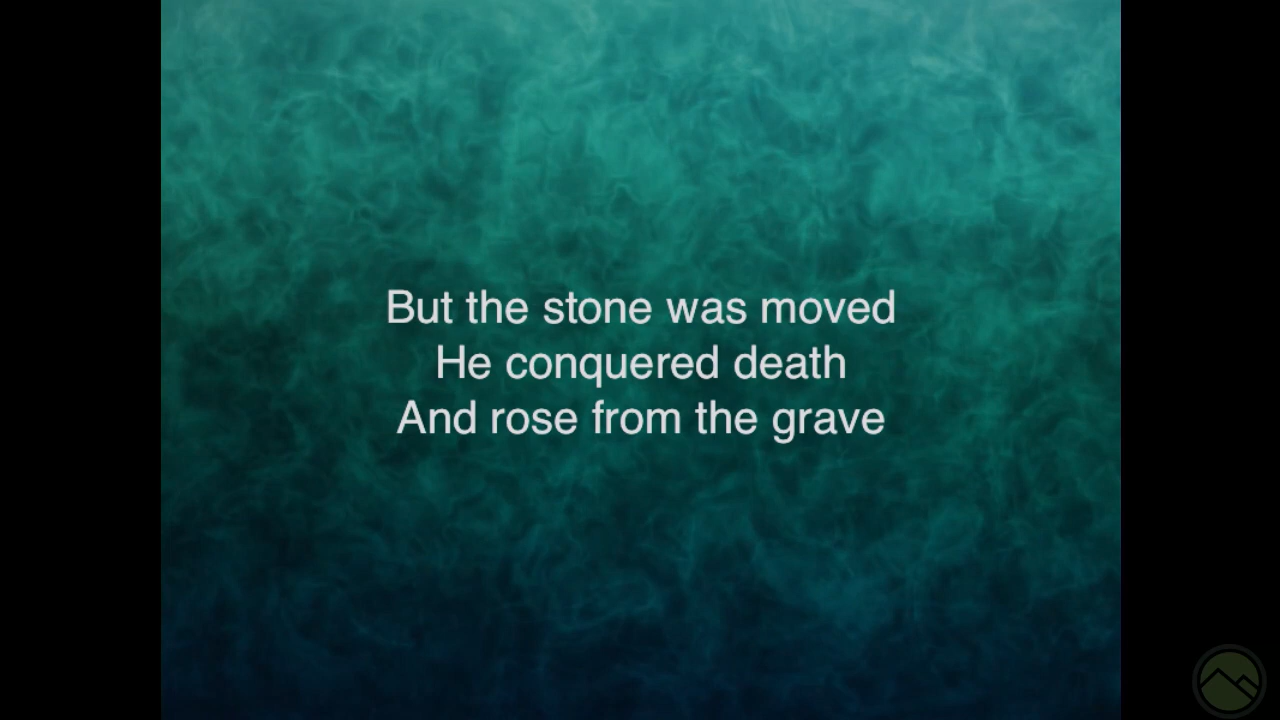 But the stone was moved
He conquered death
And rose from the grave